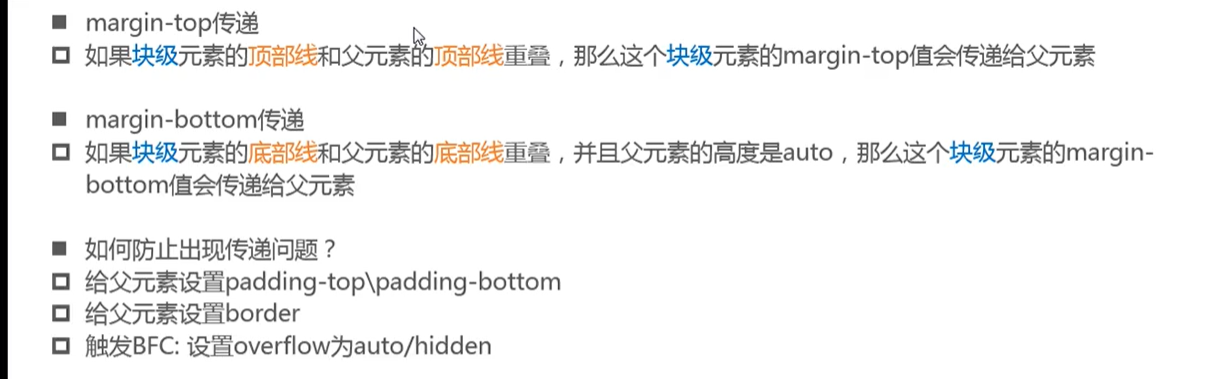 margin-top传递
如果块级元素的顶部线和父元素的顶部线重叠，那么这个块级元素的margin-top值会传递给父元素
margin-bottom传递
如果块级元素的底部线和父元素的底部线重叠，并且父元素的高度是auto，那么这个块级元素的margin-
bottom值会传递给父元素
如何防止出现传递问题？
给父元素设置padding-top\padding-bottom
给父元素设置border
触发BFC: 设置overflow为auto/hidden